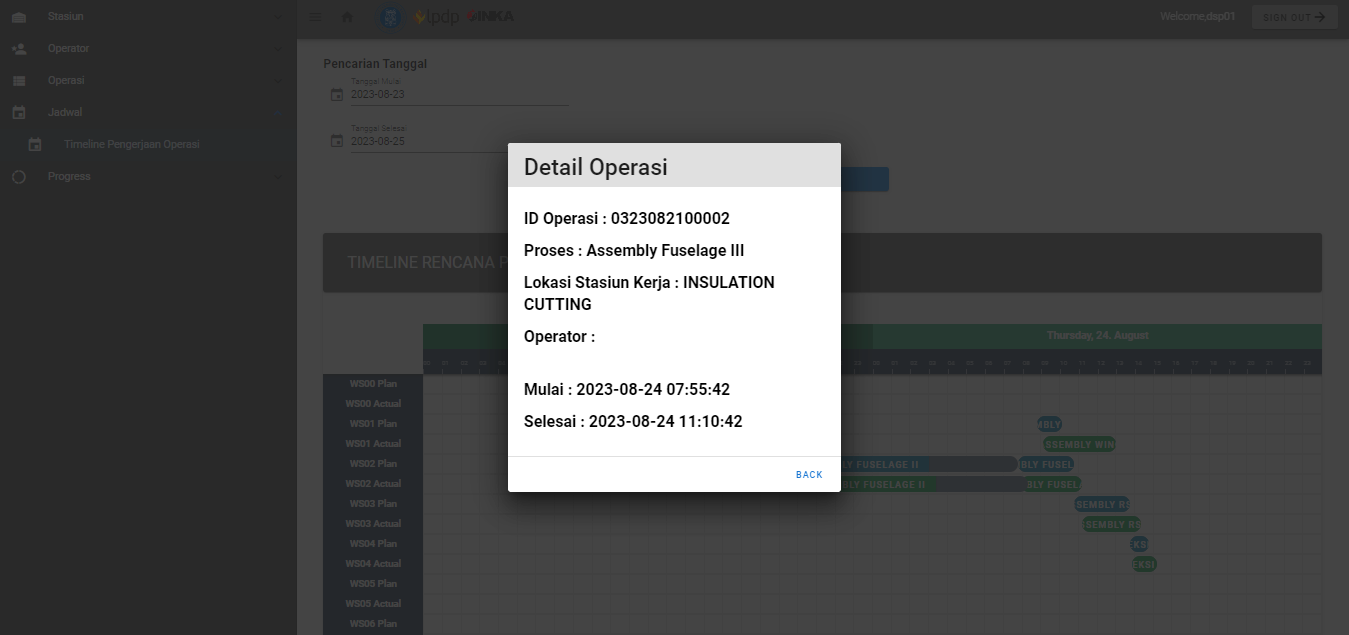 Stasiun
Operator
Operasi
Jadwal
Timeline Pengerjaan Operasi
Progress
lpdp INKA
Welcome,dsp01
SIGN OUT
Pencarian Tanggal
Tanggal Mulai
2023-08-23
Tanggal Selesai
2023-08-25
Detail Operasi
ID Operasi : 0323082100002
Proses : Assembly Fuselage III
Lokasi Stasiun Kerja : INSULATION
CUTTING
Operator :
Mulai : 2023-08-24 07:55:42
Selesai : 2023-08-24 11:10:42
BACK
TIMELINE RENCANA P
Thursday, 24. August
WS00 Plan
WS00 Actual
WS01 Plan
MBLY
WS01 Actual
SSEMBLY WIN
WS02 Plan
LY FUSELAGE II
BLY FUSEL
WS02 Actual
BLY FUSELAGE II
BLY FUSELA
WS03 Plan
SEMBLY RS
WS03 Actual
SEMBLY RS
WS04 Plan
KS
WS04 Actual
EKSI
WS05 Plan
WS05 Actual
WS06 Plan